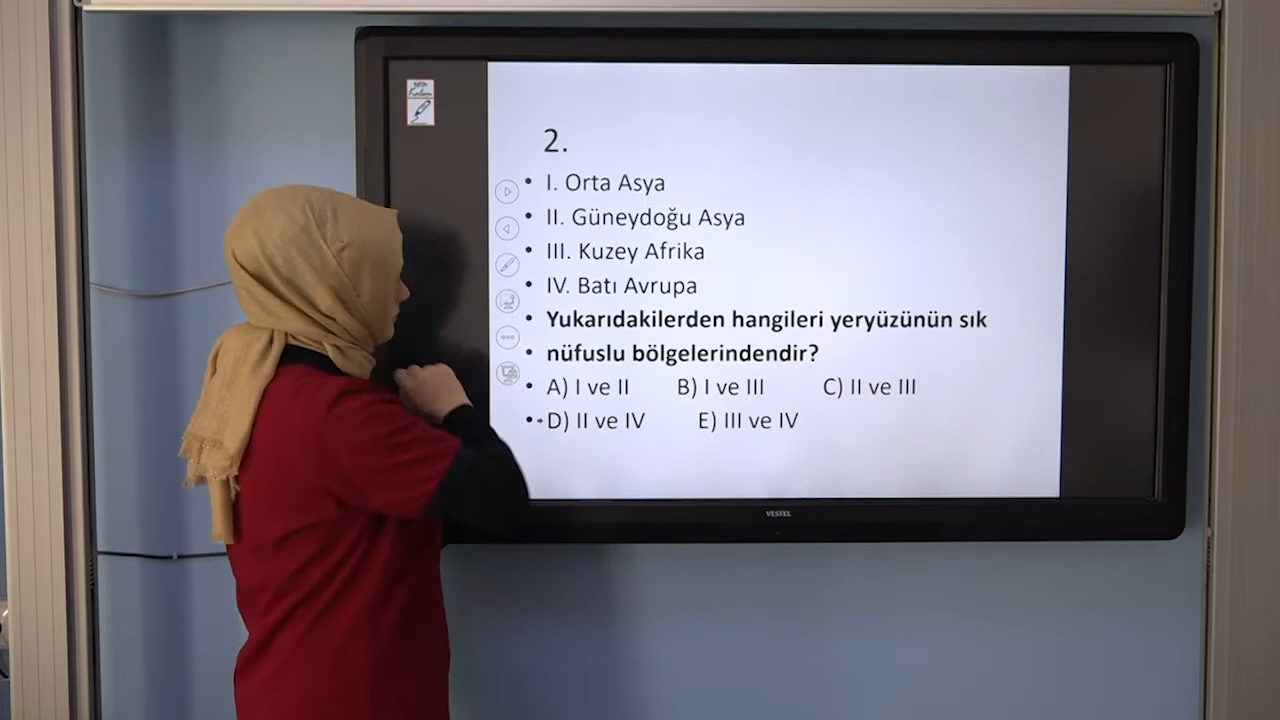 Kalem
2.
• I. Orta Asya
• II. Güneydoğu Asya
• III. Kuzey Afrika
• IV. Batı Avrupa
• Yukarıdakilerden hangileri yeryüzünün sık
• nüfuslu bölgelerindendir?
• A) I ve II B) I ve III C) II ve III
• D) II ve IV E) III ve IV
VESTEL